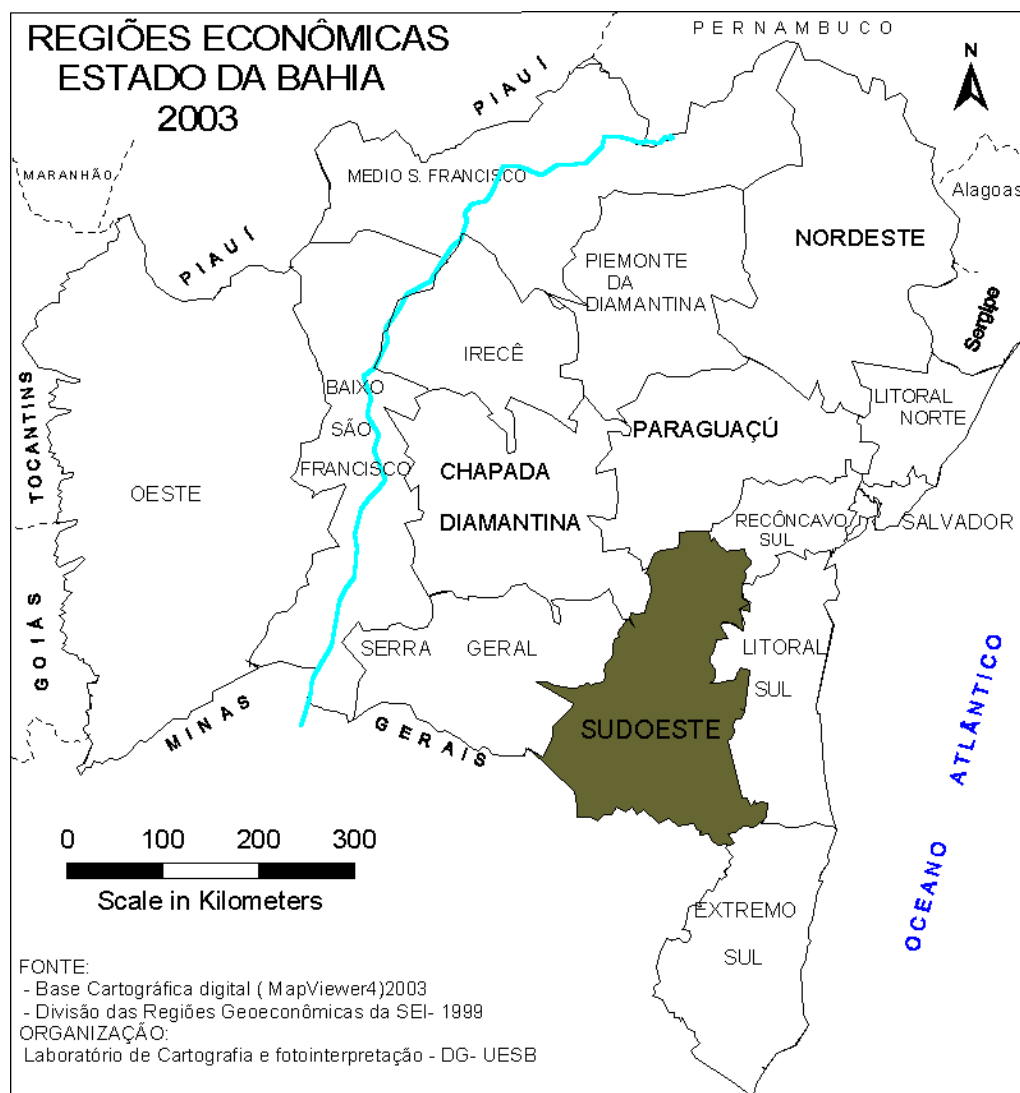 REGIÕES ECONÔMICAS
ESTADO DA BAHIA
2003
PERNAMBUCO
N
PIAUÍ
MARANHÃO
MEDIO S. FRANCISCO
Alagoas
PIAUÍ
NORDESTE
PIEMONTE
DA
DIAMANTINA
Sergipe
IRECÊ
BAIXO
SÃO
FRANCISCO
LITORAL
NORTE
PARAGUAÇÚ
TOCANTINS
CHAPADA
DIAMANTINA
OESTE
RECÔNCAVO
SUL
SALVADOR
GOIÁS
SERRA GERAL
LITORAL
SUL
SUDOESTE
MINAS GERAIS
OCEANO ATLÂNTICO
0 100 200 300
Scale in Kilometers
EXTREMO
SUL
FONTE:
- Base Cartográfica digital ( MapViewer4)2003
- Divisão das Regiões Geoeconômicas da SEI- 1999
ORGANIZAÇÃO:
Laboratório de Cartografia e fotointerpretação - DG- UESB